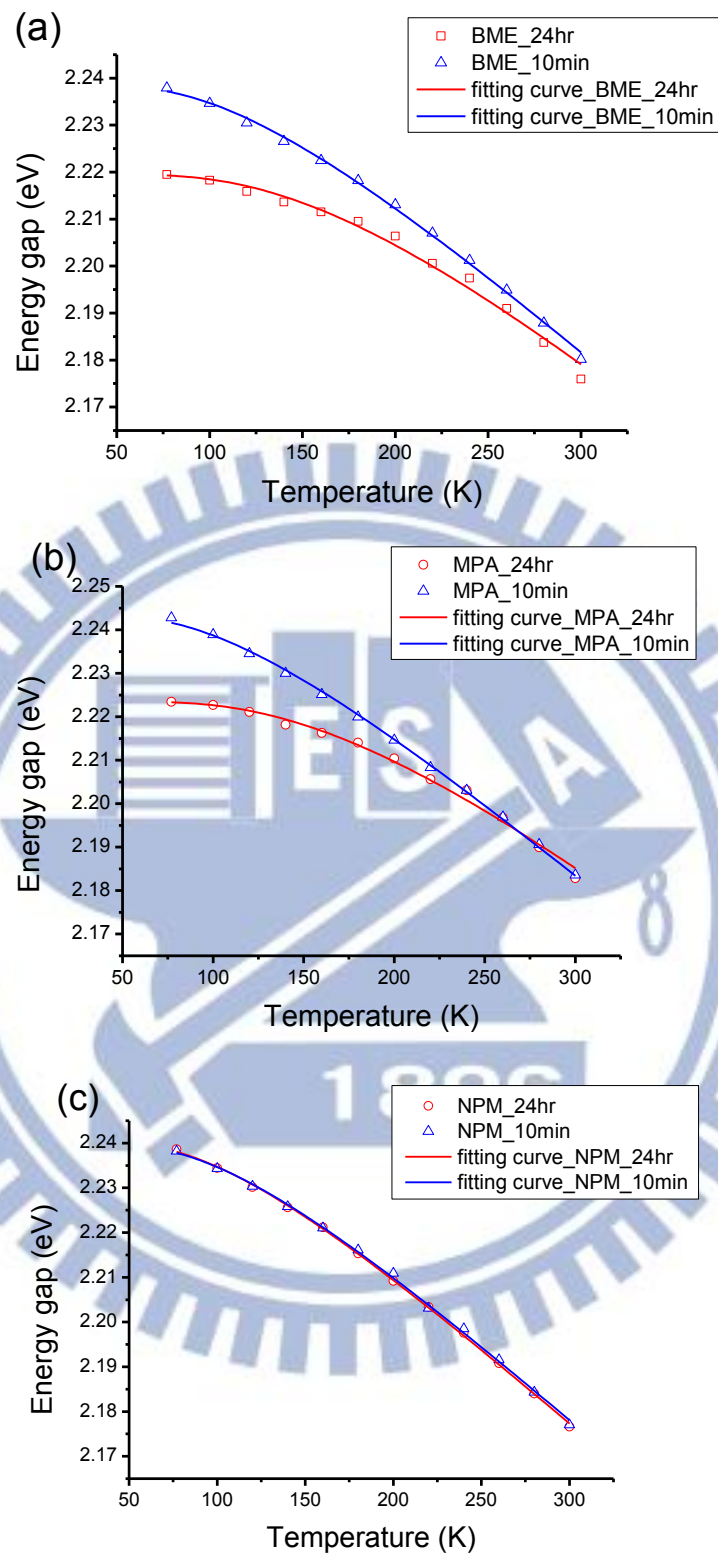 (a)
BME_24hr
BME_10min
fitting curve_BME_24hr
fitting curve_BME_10min
2.24
2.23
2.22
2.21
2.20
2.19
2.18
2.17
Energy gap (eV)
50 100 150 200 250 300
Temperature (K)
(b)
MPA_24hr
MPA_10min
fitting curve_MPA_24hr
fitting curve_MPA_10min
2.25
2.24
2.23
2.22
2.21
2.20
2.19
2.18
2.17
Energy gap (eV)
50 100 150 200 250 300
Temperature (K)
ESA
8
1896
(c)
NPM_24hr
NPM_10min
fitting curve_NPM_24hr
fitting curve_NPM_10min
2.24
2.23
2.22
2.21
2.20
2.19
2.18
2.17
Energy gap (eV)
50 100 150 200 250 300
Temperature (K)